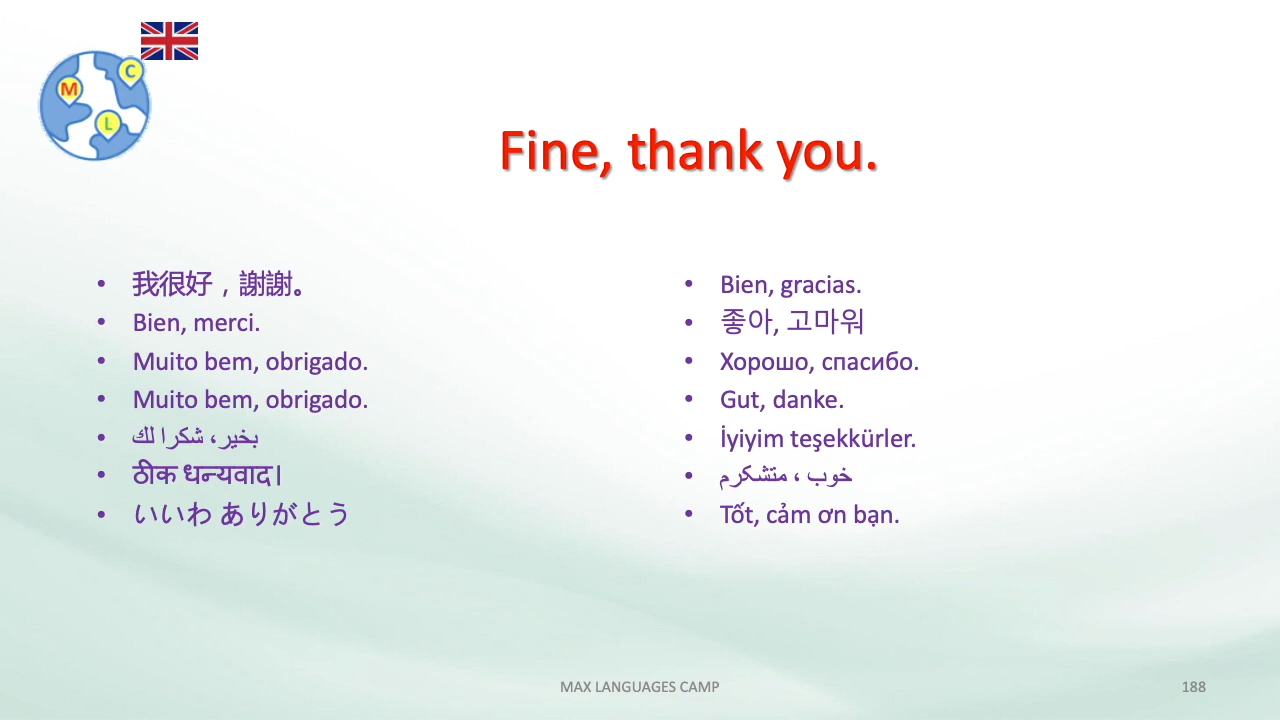 M
C
L
Fine, thank you.
我很好，謝謝。
Bien, merci.
Muito bem, obrigado.
Muito bem, obrigado.
بخير، شكرا لك
ठीक धन्यवाद|
いいわ ありがとう
Bien, gracias.
좋아, 고마워
Хорошо, спасибо.
Gut, danke.
İyiyim teşekkürler.
خوب ، متشکرم
Tốt, cảm ơn bạn.
MAX LANGUAGES CAMP
188